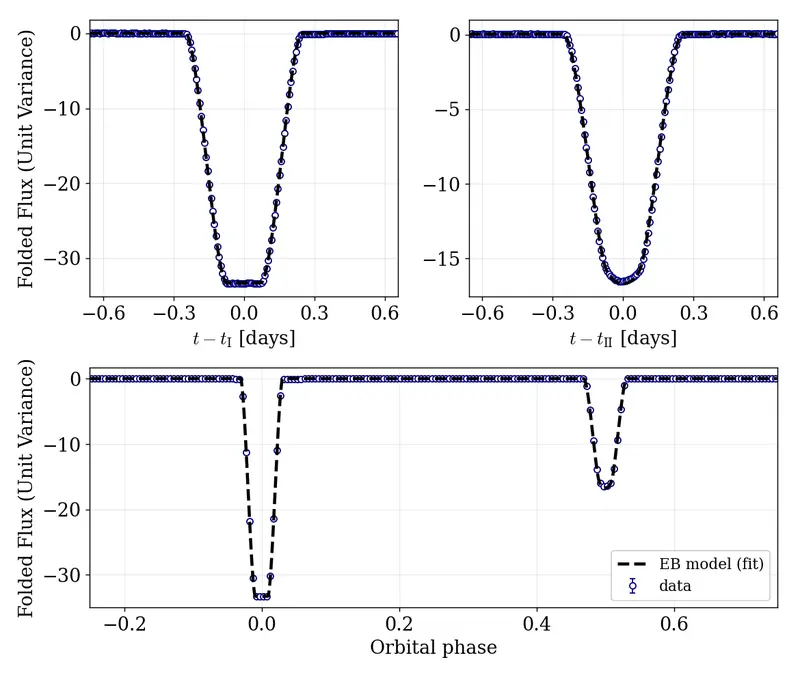 Folded Flux (Unit Variance)
0
−10
−20
−30
−0.6 −0.3 0.0 0.3 0.6
t − tI [days]
0
−5
−10
−15
−0.6 −0.3 0.0 0.3 0.6
t − tII [days]
Folded Flux (Unit Variance)
0
−10
−20
−30
EB model (fit)
data
−0.2 0.0 0.2 0.4 0.6
Orbital phase